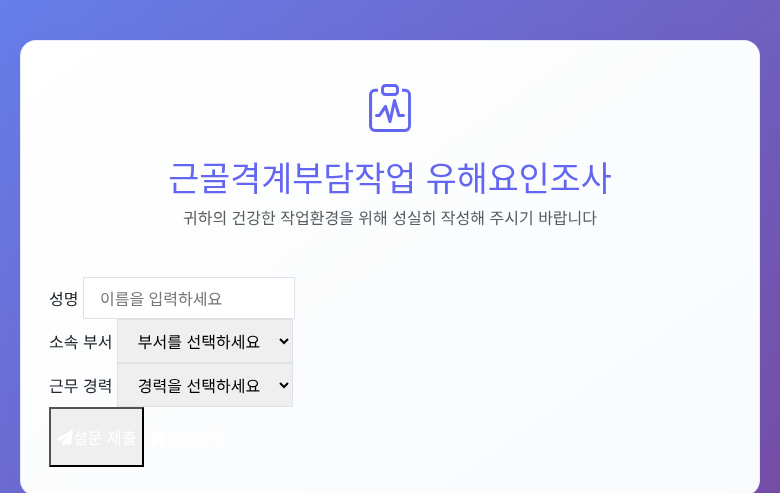 근골격계부담작업 유해요인조사
귀하의 건강한 작업환경을 위해 성실히 작성해 주시기 바랍니다
성명 이름을 입력하세요
소속 부서 부서를 선택하세요
근무 경력 경력을 선택하세요
설문 제출